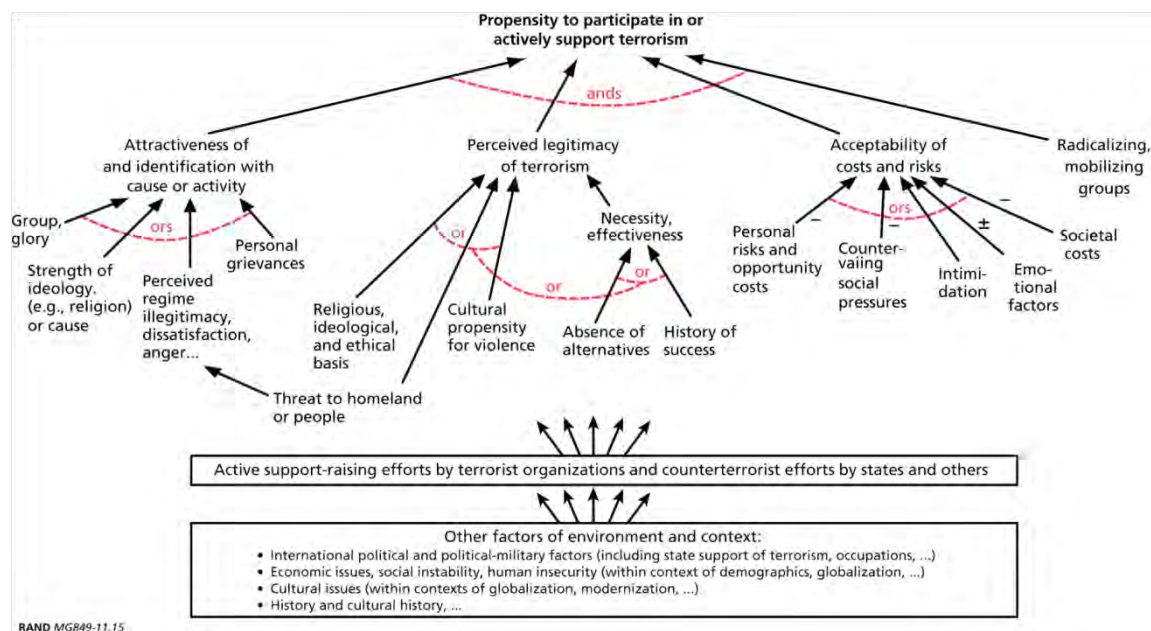 Propensity to participate in or
actively support terrorism
ands
Attractiveness of
and identification with
cause or activity
Perceived legitimacy
of terrorism
Acceptability of
costs and risks
Radicalizing,
mobilizing
groups
Group,
glory
ors
Strength of
ideology.
(e.g., religion)
or cause
Perceived
regime
illegitimacy,
dissatisfaction,
anger...
Personal
grievances
Threat to homeland
or people
or
Religious,
ideological,
and ethical
basis
Cultural
propensity
for violence
or
Necessity,
effectiveness
or
Absence of
alternatives
History of
success
–
ors
–
±
–
Personal
risks and
opportunity
costs
Counter-
vaiing
social
pressures
Intimi-
dation
Emo-
tional
factors
Societal
costs
Active support-raising efforts by terrorist organizations and counterterrorist efforts by states and others
Other factors of environment and context:
• International political and political-military factors (including state support of terrorism, occupations, ...)
• Economic issues, social instability, human insecurity (within context of demographics, globalization, ...)
• Cultural issues (within contexts of globalization, modernization, ...)
• History and cultural history, ...
RAND MG849-11.15